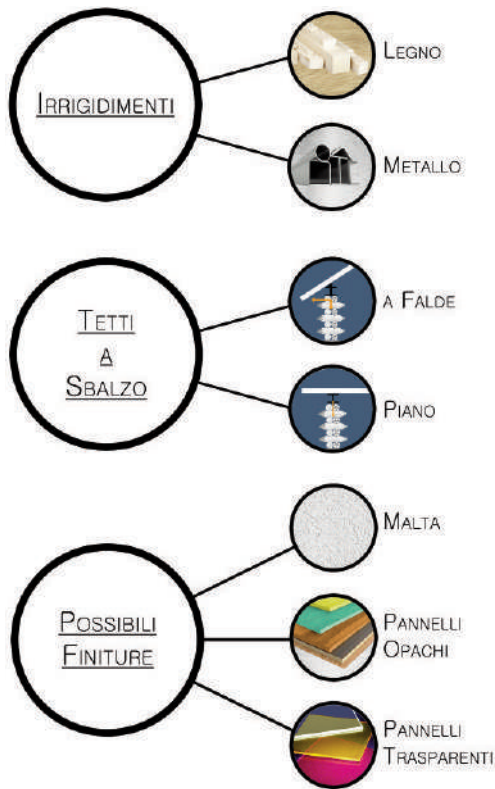 IRRIGIDIMENTI
LEGNO
METALLO
TETTI
A
SBALZO
A FALDE
PIANO
POSSIBILI
FINITURE
MALTA
PANNELLI
OPACHI
PANNELLI
TRASPARENTI